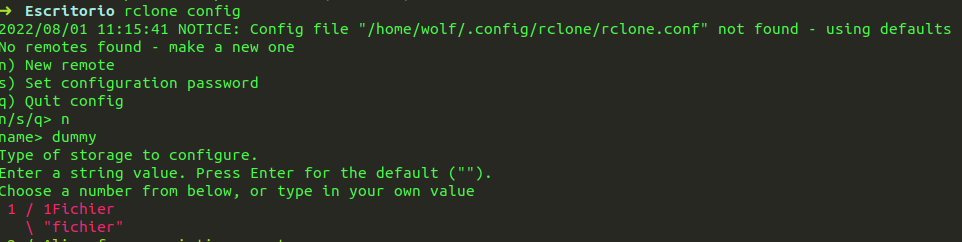 ➜ Escritorio rclone config
2022/08/01 11:15:41 NOTICE: Config file "/home/wolf/.config/rclone/rclone.conf" not found - using defaults
No remotes found - make a new one
n) New remote
s) Set configuration password
q) Quit config
n/s/q> n
name> dummy
Type of storage to configure.
Enter a string value. Press Enter for the default ("").
Choose a number from below, or type in your own value
1 / 1Fichier
\ "fichier"